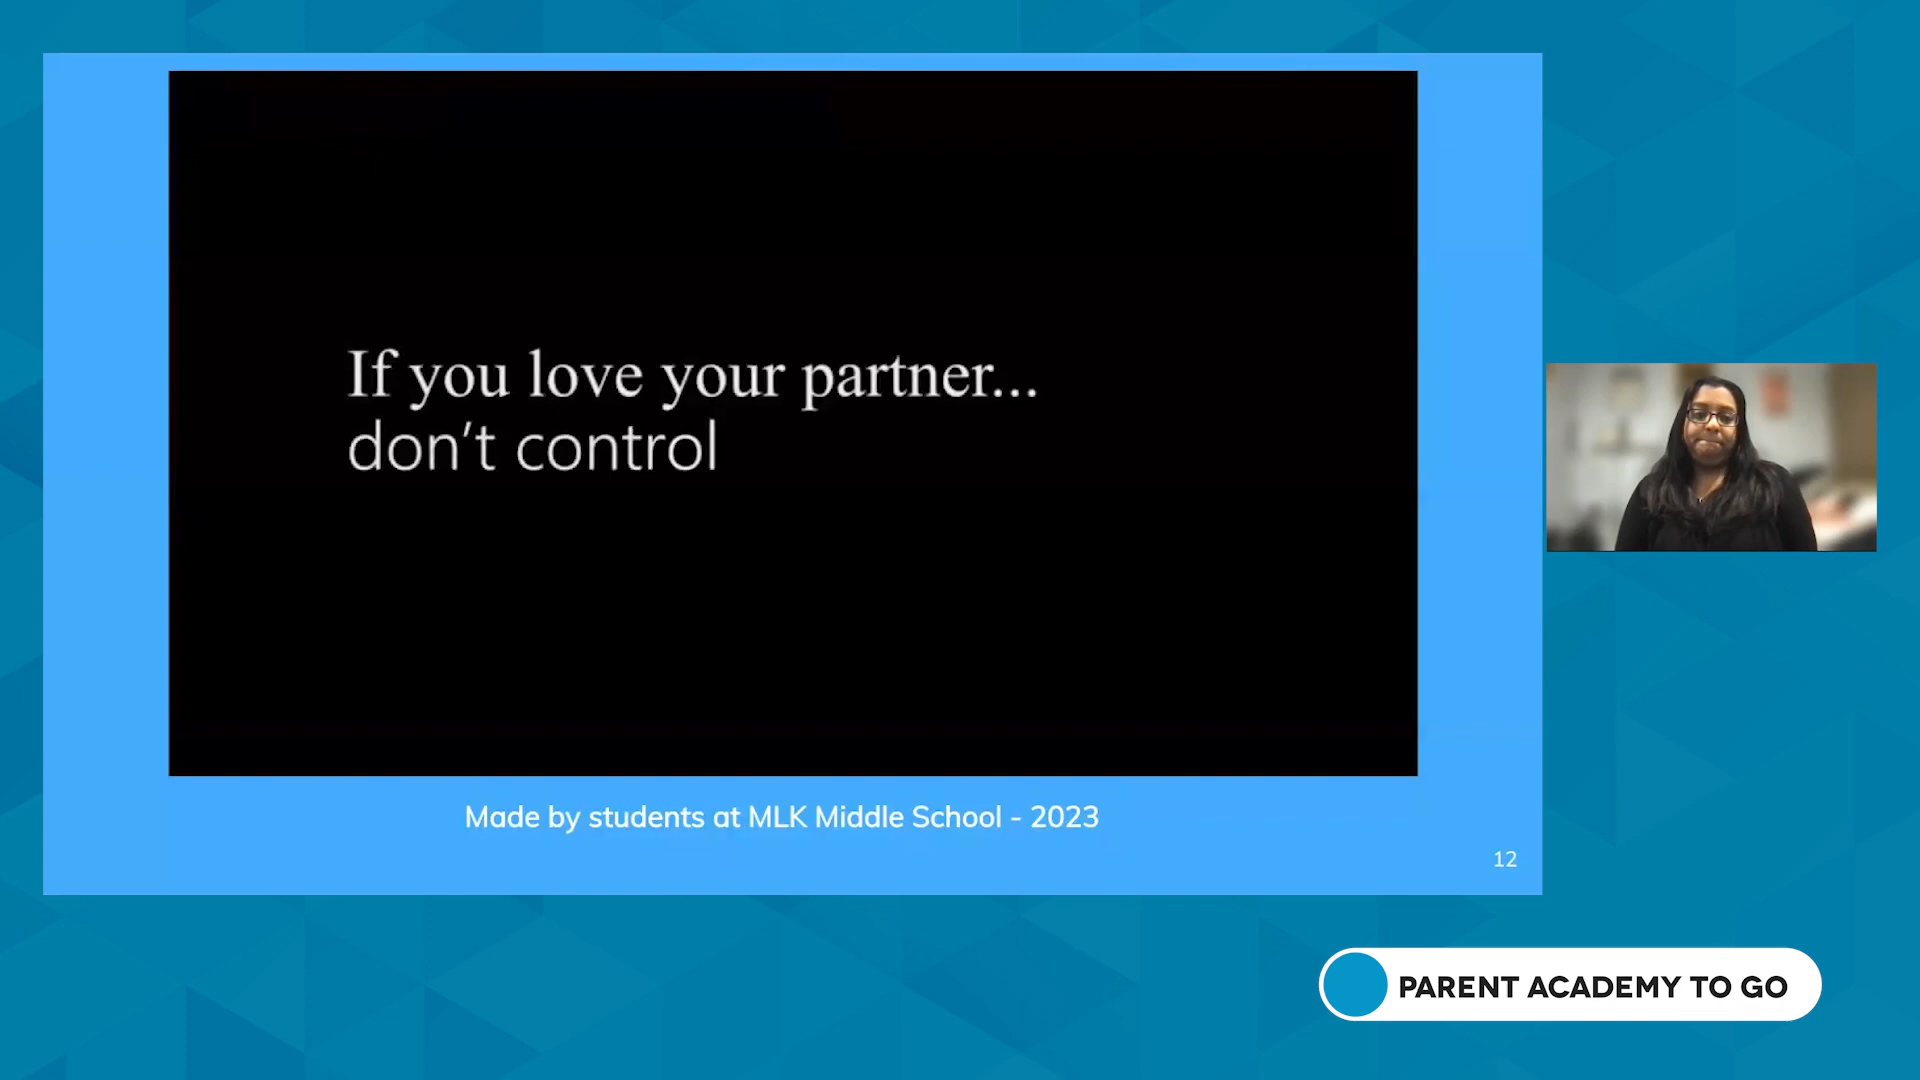 If you love your partner...
don't control
Made by students at MLK Middle School - 2023
12
PARENT ACADEMY TO GO